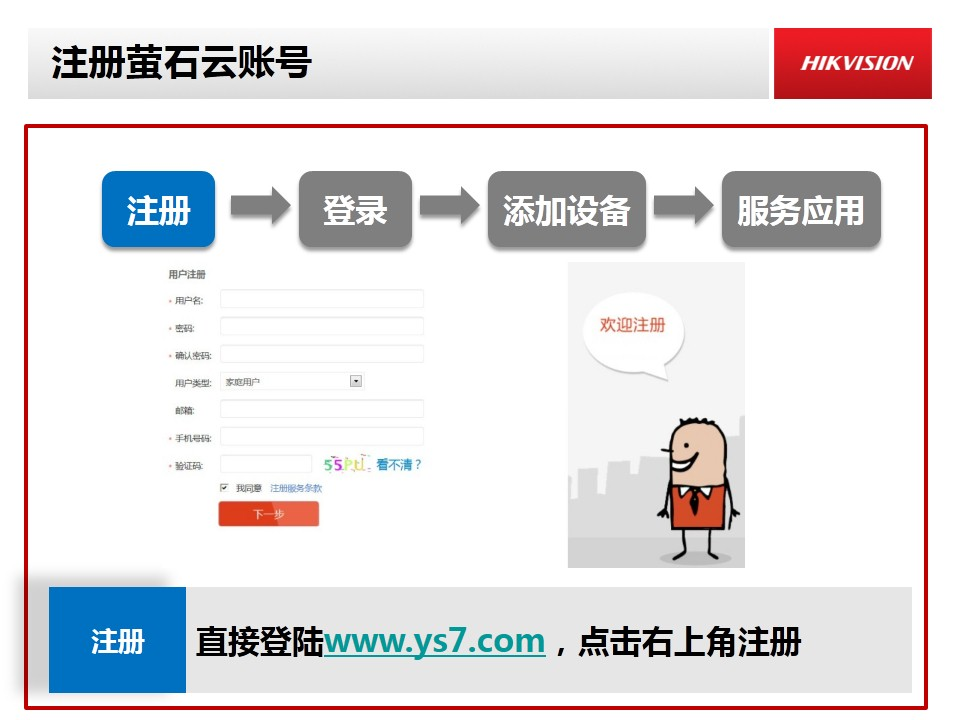 注册萤石云账号
HIKVISION
注册
登录
添加设备
服务应用
用户注册
* 用户名:
* 密码:
* 确认密码:
用户类型: 家庭用户
邮箱:
* 手机号码:
* 验证码: 55Ptl 看不清?
我同意 注册服务条款
下一步
欢迎注册
注册
直接登陆www.ys7.com，点击右上角注册